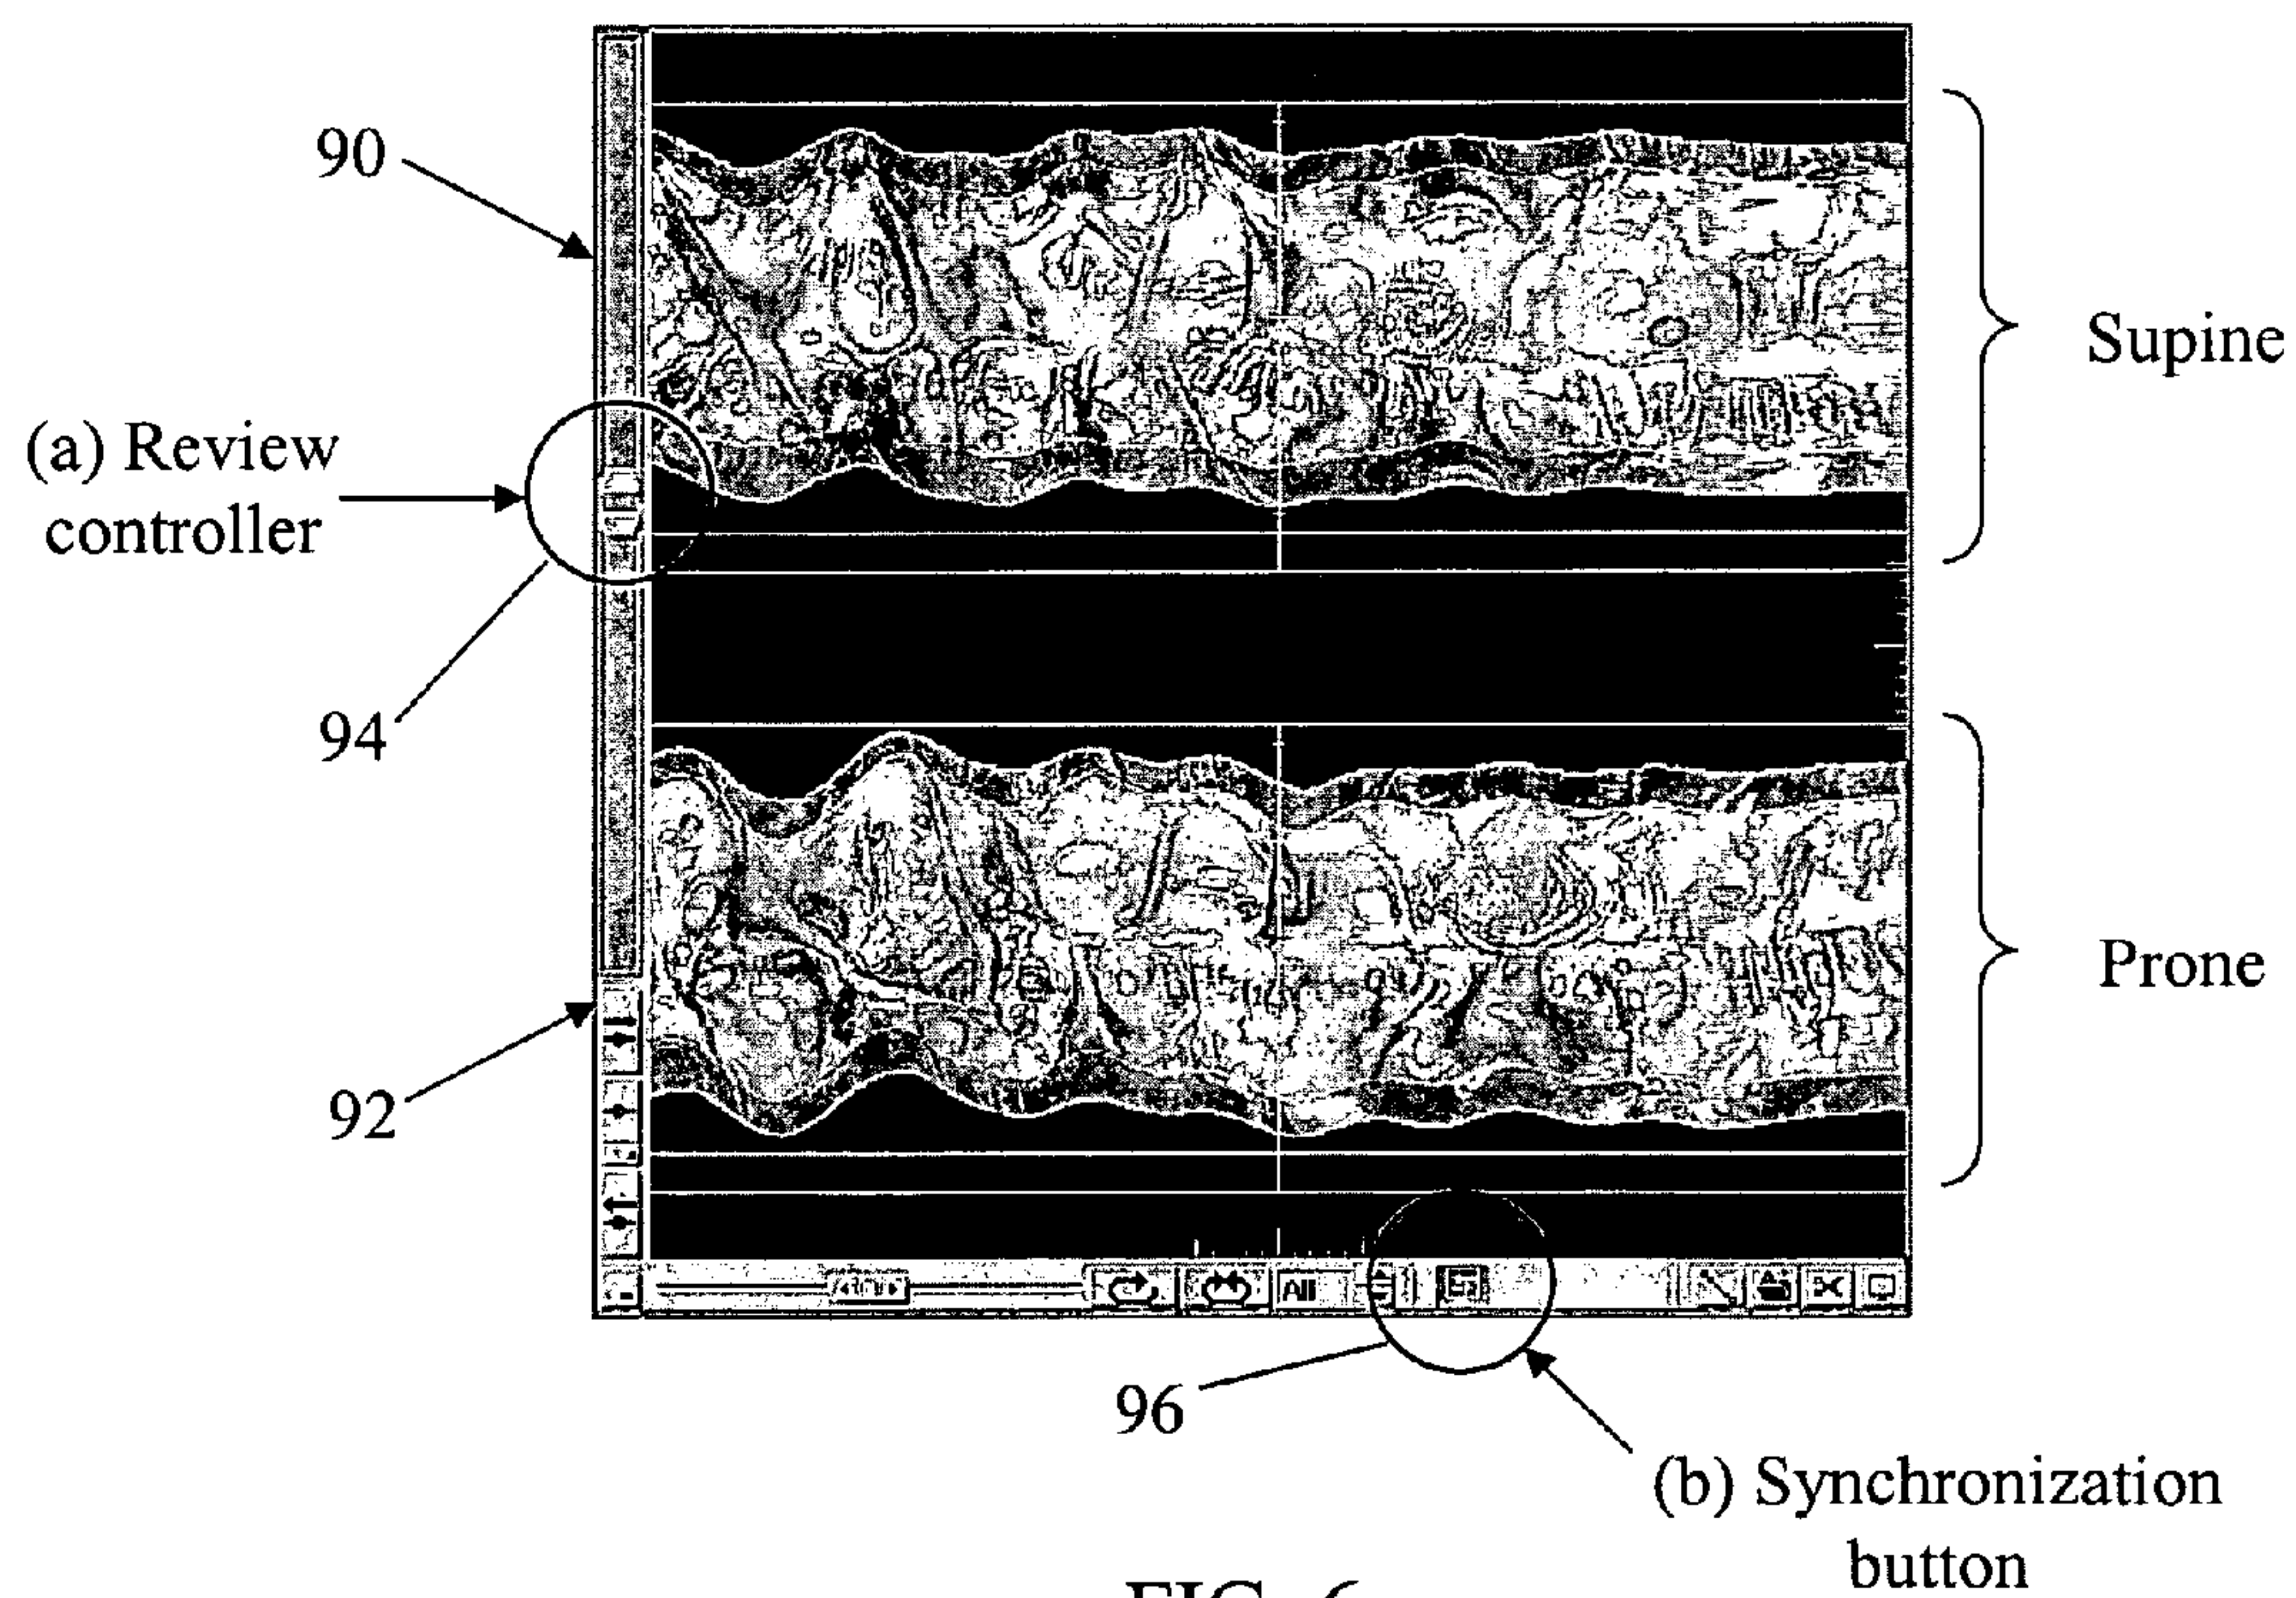 90
Supine
(a) Review
controller
94
Prone
92
All
96
(b) Synchronization
button
FIG. 6